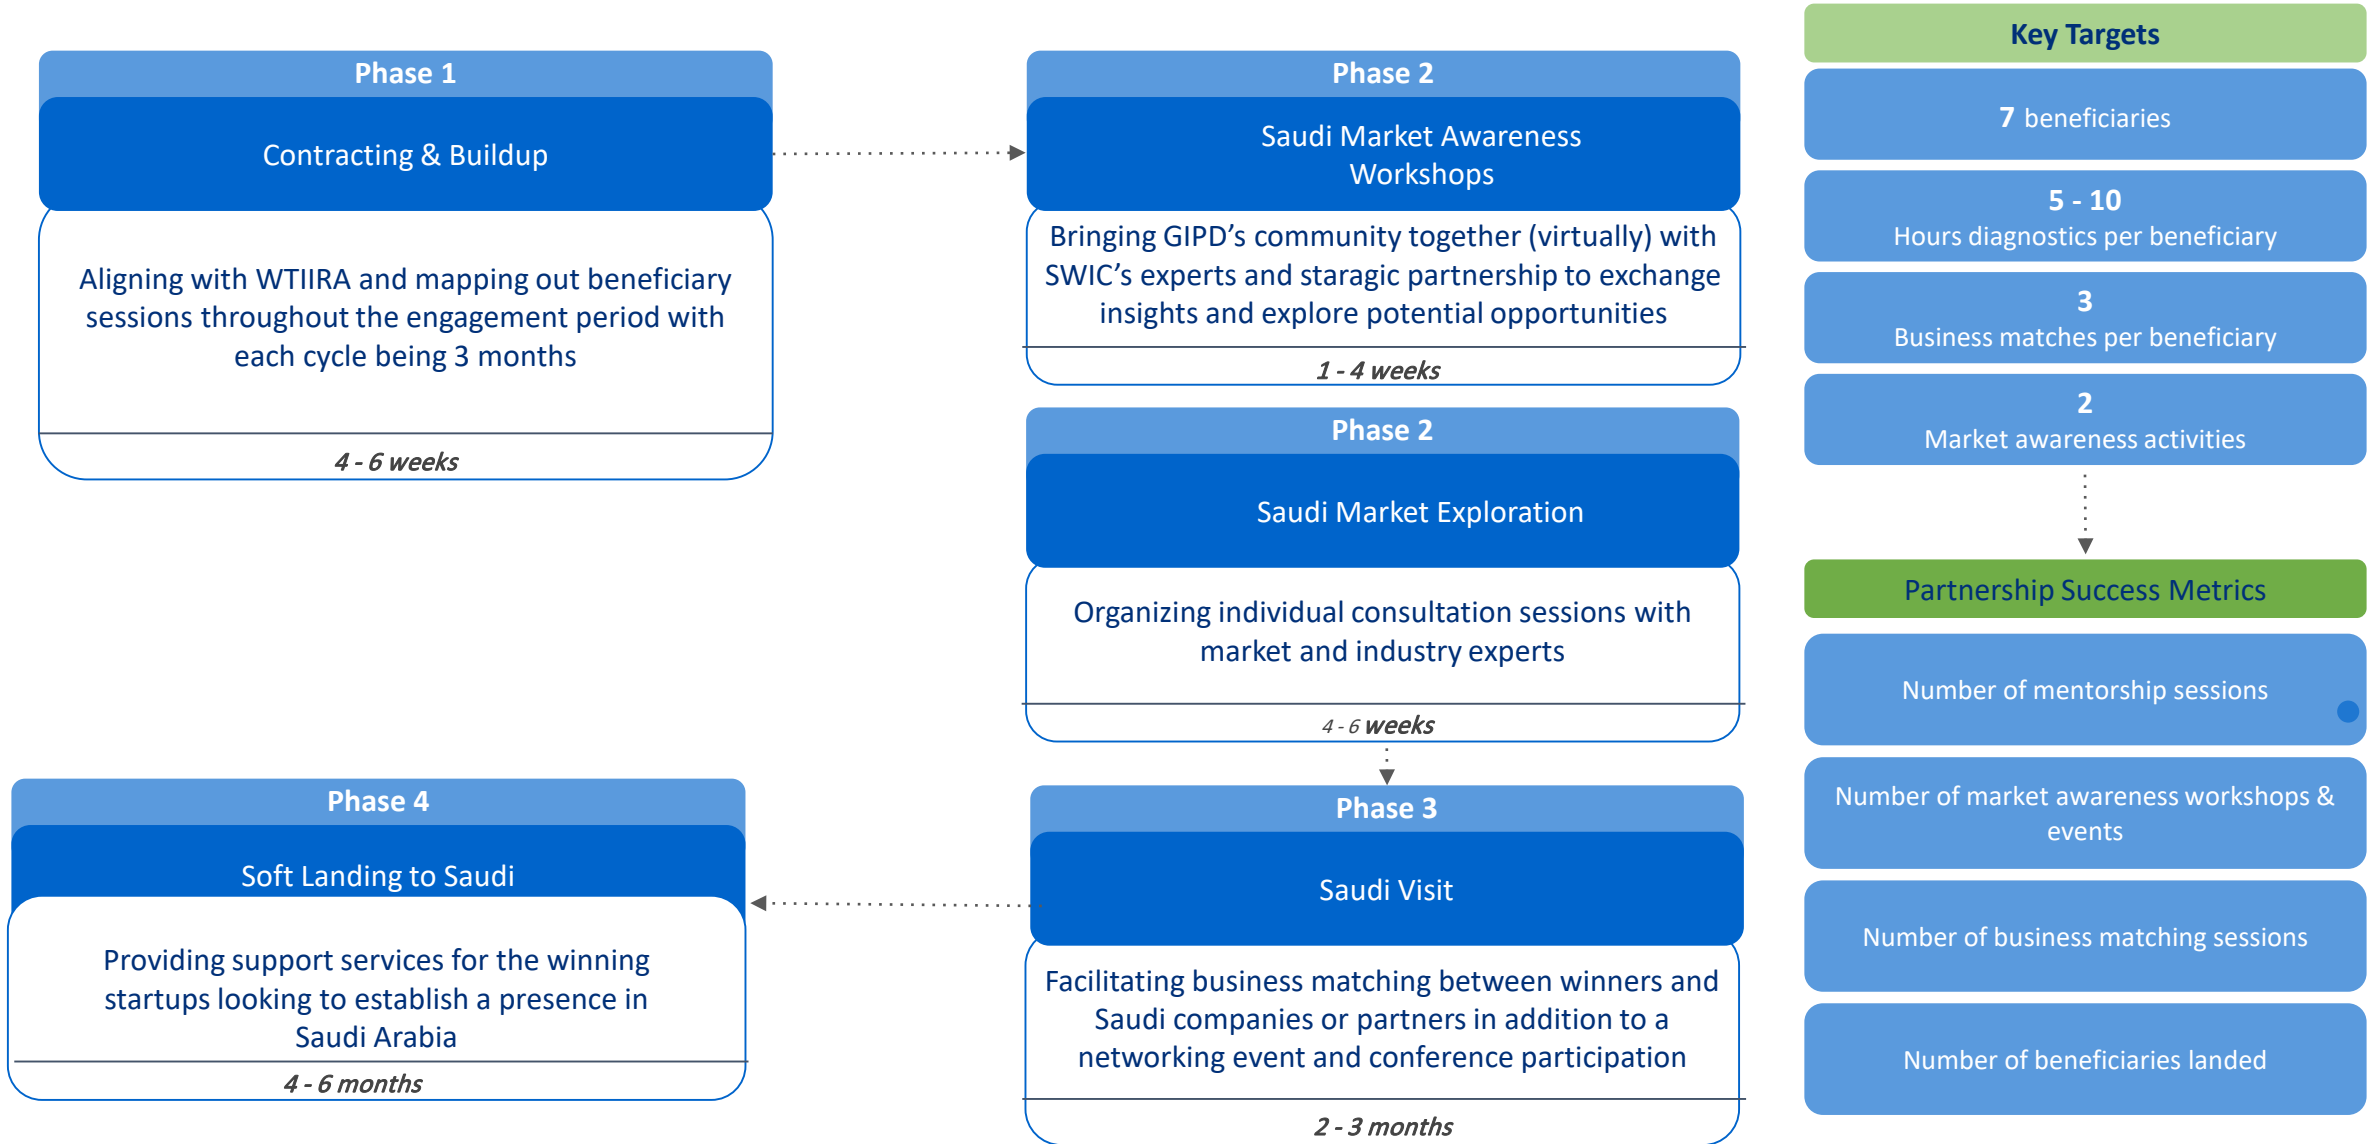 Phase 1
Contracting & Buildup
Aligning with WTIIRA and mapping out beneficiary
sessions throughout the engagement period with
each cycle being 3 months
4 - 6 weeks
Phase 2
Saudi Market Awareness
Workshops
Bringing GIPD’s community together (virtually) with
SWIC’s experts and staragic partnership to exchange
insights and explore potential opportunities
1 - 4 weeks
Phase 2
Saudi Market Exploration
Organizing individual consultation sessions with
market and industry experts
4 - 6 weeks
Phase 3
Saudi Visit
Facilitating business matching between winners and
Saudi companies or partners in addition to a
networking event and conference participation
2 - 3 months
Phase 4
Soft Landing to Saudi
Providing support services for the winning
startups looking to establish a presence in
Saudi Arabia
4 - 6 months
Key Targets
7 beneficiaries
5 - 10
Hours diagnostics per beneficiary
3
Business matches per beneficiary
2
Market awareness activities
Partnership Success Metrics
Number of mentorship sessions
Number of market awareness workshops &
events
Number of business matching sessions
Number of beneficiaries landed